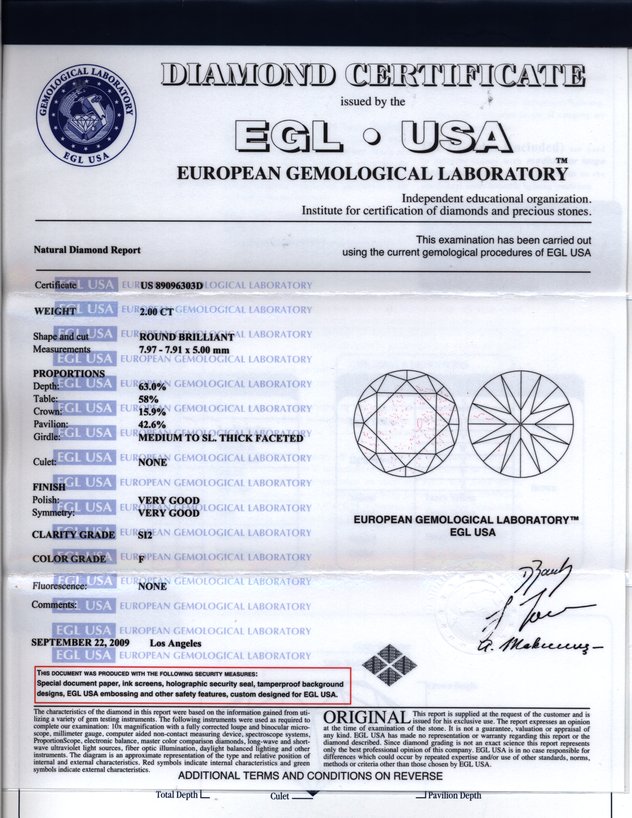 GEMOLOGICAL LABORATORY
EGL USA
DIAMOND CERTIFICATE
issued by the
EGL • USA
EUROPEAN GEMOLOGICAL LABORATORY™
Independent educational organization.
Institute for certification of diamonds and precious stones.
Natural Diamond Report
This examination has been carried out
using the current gemological procedures of EGL USA
Certificate US 89096303D
WEIGHT 2.00 CT
Shape and cut ROUND BRILLIANT
Measurements 7.97 - 7.91 x 5.00 mm
PROPORTIONS
Depth: 63.0%
Table: 58%
Crown: 15.9%
Pavilion: 42.6%
Girdle: MEDIUM TO SL. THICK FACETED
Culet: NONE
FINISH
Polish: VERY GOOD
Symmetry: VERY GOOD
CLARITY GRADE SI2
COLOR GRADE F
Fluorescence: NONE
Comments:
EGL USA EUROPEAN GEMOLOGICAL LABORATORY
SEPTEMBER 22, 2009 Los Angeles
EUROPEAN GEMOLOGICAL LABORATORY™
EGL USA
THIS DOCUMENT WAS PRODUCED WITH THE FOLLOWING SECURITY MEASURES:
Special document paper, ink screens, holographic security seal, tamperproof background
designs, EGL USA embossing and other safety features, custom designed for EGL USA.
The characteristics of the diamond in this report were based on the information gained from uti-
lizing a variety of gem testing instruments. The following instruments were used as required to
complete our examination: 10x magnification with a fully corrected loupe and binocular micro-
scope, millimeter gauge, computer aided non-contact measuring device, spectroscope systems,
ProportionScope, electronic balance, master color comparison diamonds, long-wave and short-
wave ultraviolet light sources, fiber optic illumination, daylight balanced lighting and other
instruments. The diagram is an approximate representation of the type and relative position of
internal and external characteristics. Red symbols indicate internal characteristics and green
symbols indicate external characteristics.
ORIGINAL This report is supplied at the request of the customer and is
issued for his exclusive use. The report expresses an opinion
at the time of examination of the stone. It is not a guarantee, valuation or appraisal of
any kind. EGL USA has made no representation or warranty regarding this report or the
diamond described. Since diamond grading is not an exact science this report represents
only the best professional opinion of this company. EGL USA is in no case responsible for
differences which could occur by repeated expertise and/or use of other standards, norms,
methods or criteria other than those chosen by EGL USA.
ADDITIONAL TERMS AND CONDITIONS ON REVERSE
Total Depth Culet Pavilion Depth